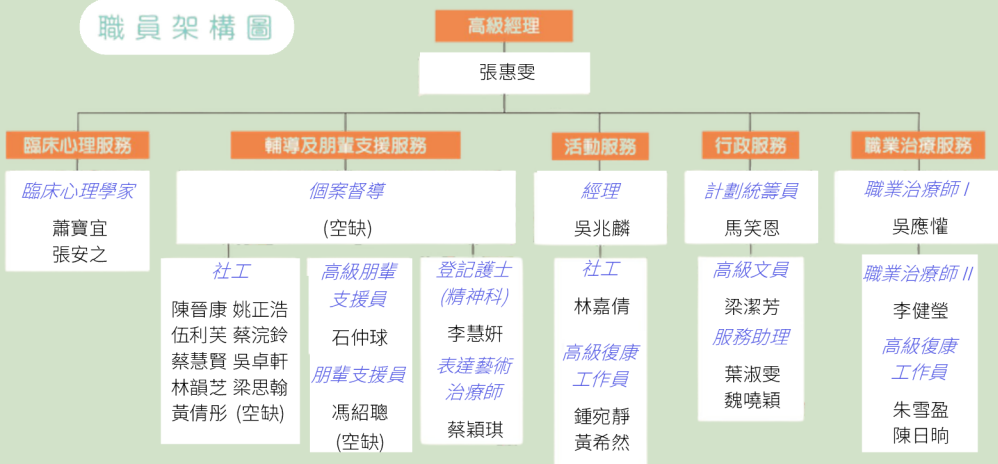 職員架構圖
高級經理
張惠雯
臨床心理服務
臨床心理學家
蕭寶宜
張安之
輔導及朋輩支援服務
個案督導
(空缺)
社工
陳晉康 姚正浩
伍利芙 蔡浣鈴
蔡慧賢 吳卓軒
林韻芝 梁思翰
黃倩彤 (空缺)
高級朋輩
支援員
石仲球
朋輩支援員
馮紹聰
(空缺)
登記護士
(精神科)
李慧妍
表達藝術
治療師
蔡穎琪
活動服務
經理
吳兆麟
社工
林嘉倩
高級復康
工作員
鍾宛靜
黃希然
行政服務
計劃統籌員
馬笑恩
高級文員
梁潔芳
服務助理
葉淑雯
魏嘵穎
職業治療服務
職業治療師 I
吳應懽
職業治療師 II
李健瑩
高級復康
工作員
朱雪盈
陳日晌